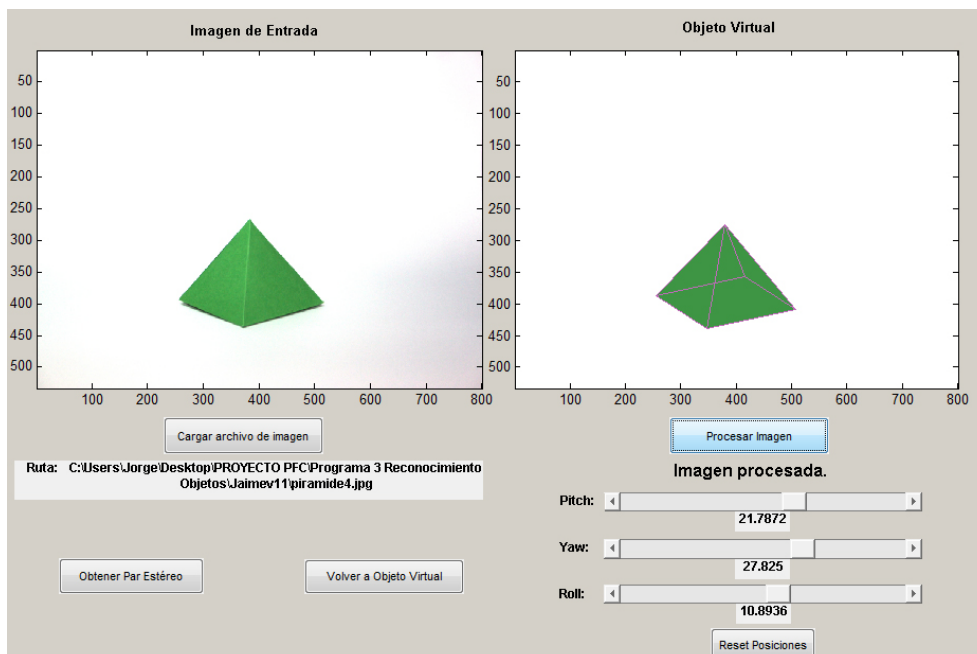 Imagen de Entrada
Objeto Virtual
50
100
150
200
250
300
350
400
450
500
100 200 300 400 500 600 700 800
50
100
150
200
250
300
350
400
450
500
100 200 300 400 500 600 700 800
Cargar archivo de imagen
Procesar Imagen
Ruta: C:\Users\Jorge\Desktop\PROYECTO PFC\Programa 3 Reconocimiento
Objetos\Jaimev11\piramide4.jpg
Imagen procesada.
Pitch:
21.7872
Yaw:
27.825
Roll:
10.8936
Obtener Par Estéreo
Volver a Objeto Virtual
Reset Posiciones